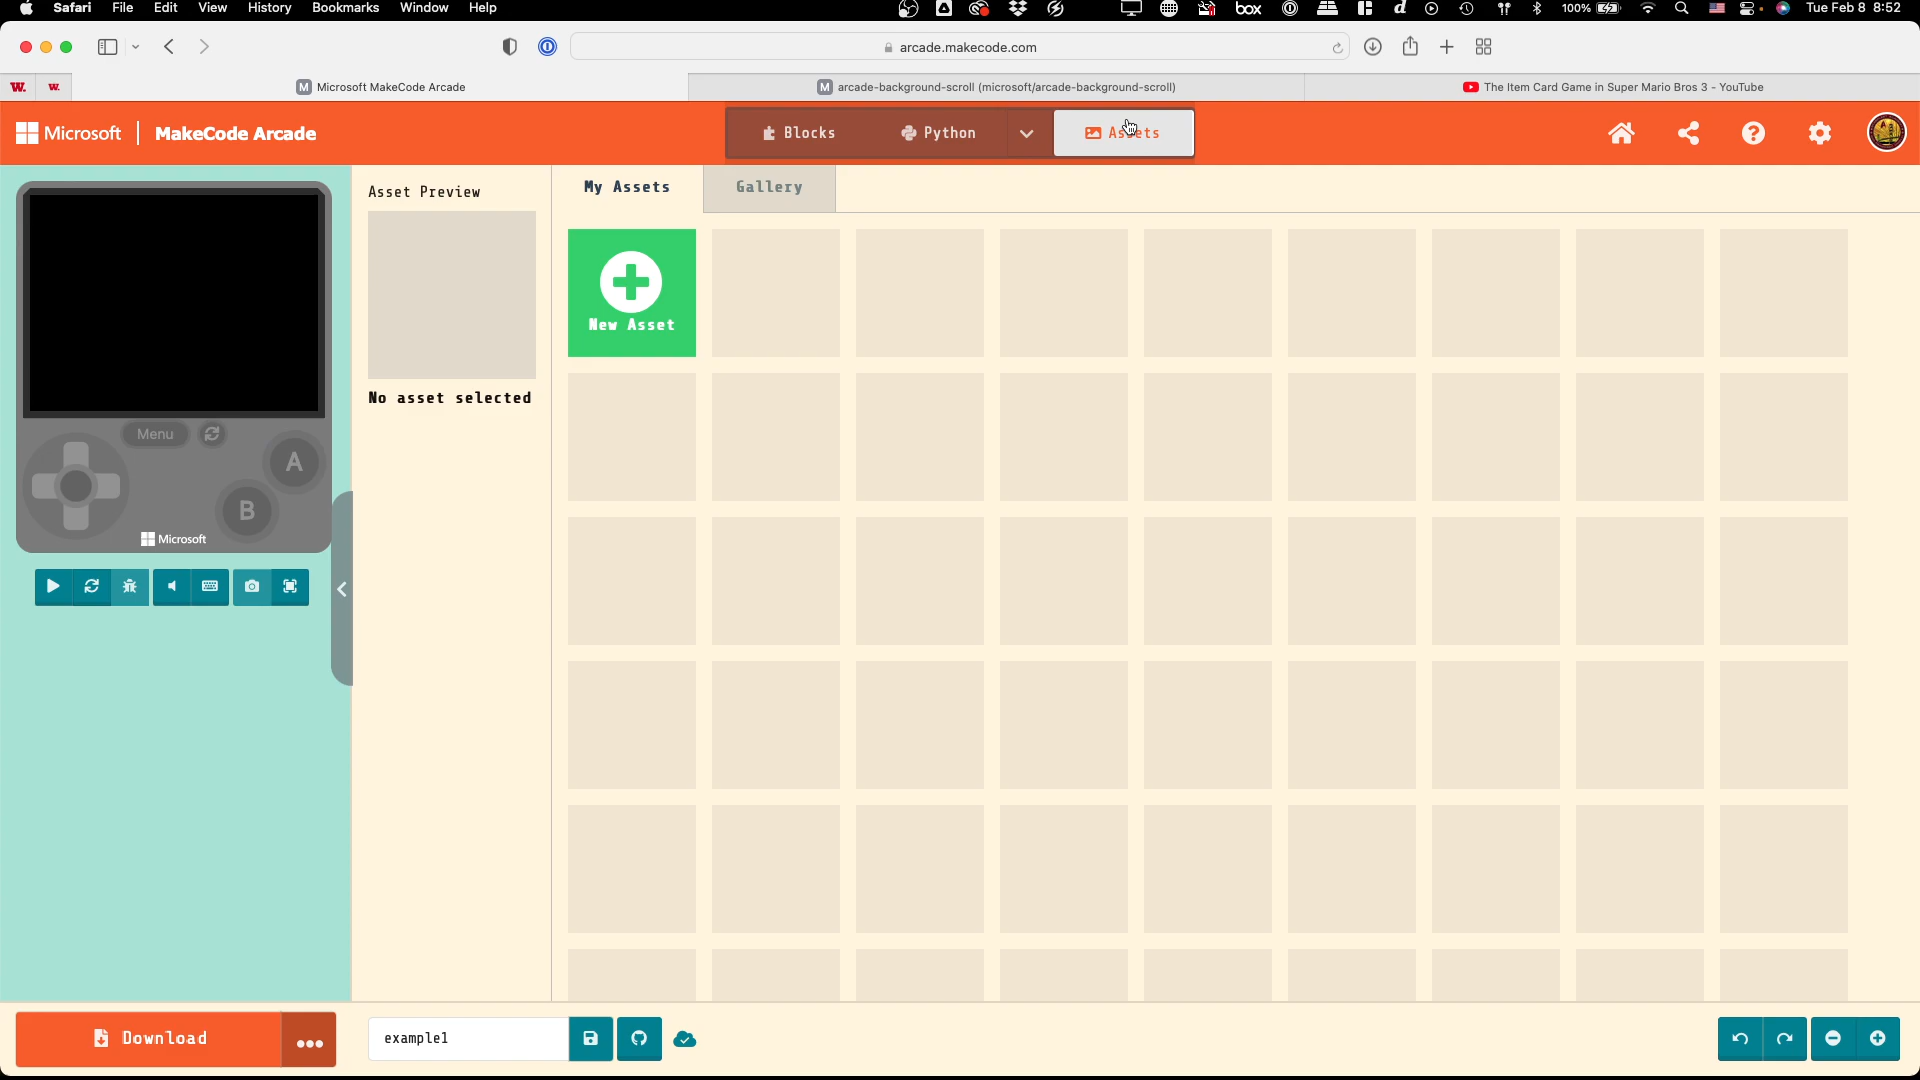 Safari File Edit View History Bookmarks Window Help box d 100% Tue Feb 8 8:52
arcade.makecode.com
W. W. M Microsoft MakeCode Arcade M arcade-background-scroll (microsoft/arcade-background-scroll) The Item Card Game in Super Mario Bros 3 - YouTube
Microsoft MakeCode Arcade Blocks Python Assets
Asset Preview
My Assets Gallery
New Asset
No asset selected
Menu
A
B
Microsoft
Download
example1